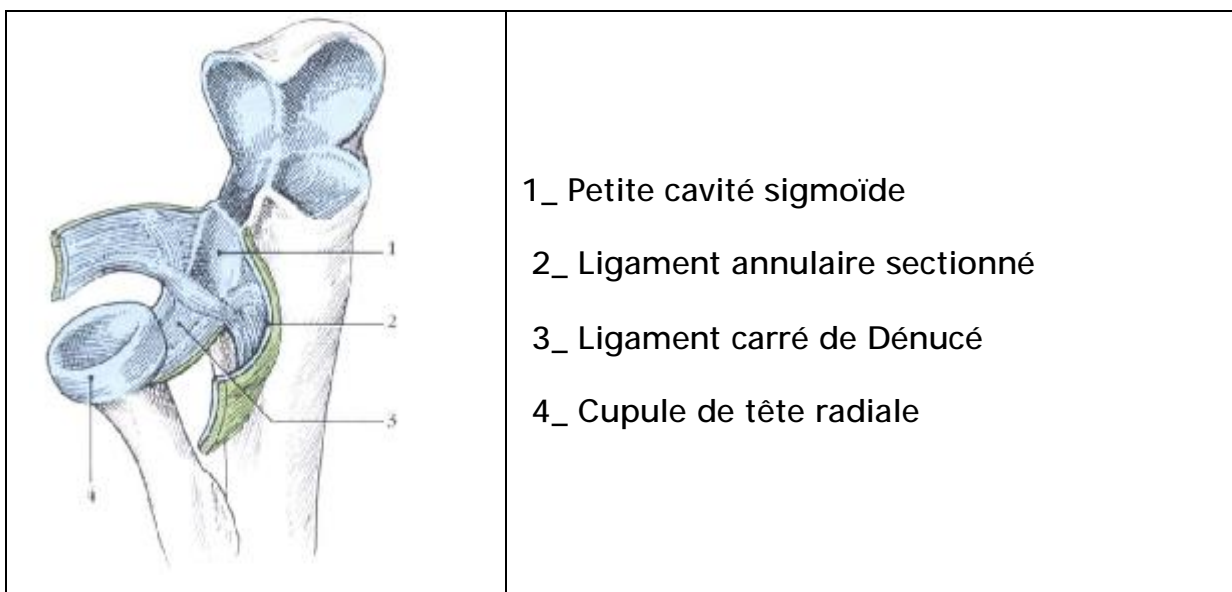 1
2
3
4
1_ Petite cavité sigmoïde
2_ Ligament annulaire sectionné
3_ Ligament carré de Dénucé
4_ Cupule de tête radiale